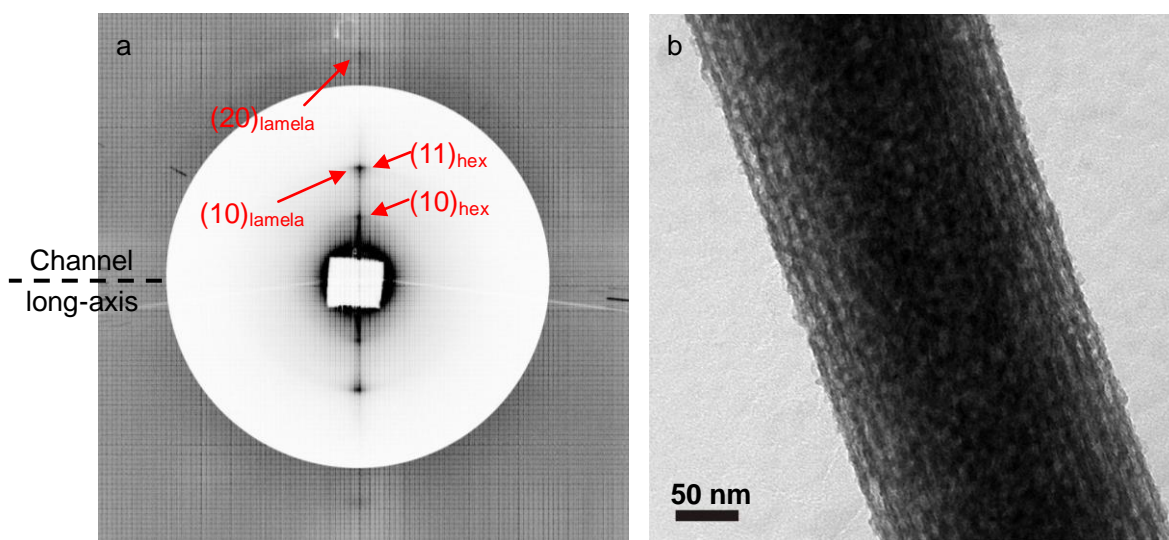 a
(20)lamela
(11)hex
(10)lamela
(10)hex
Channel
long-axis
b
50 nm